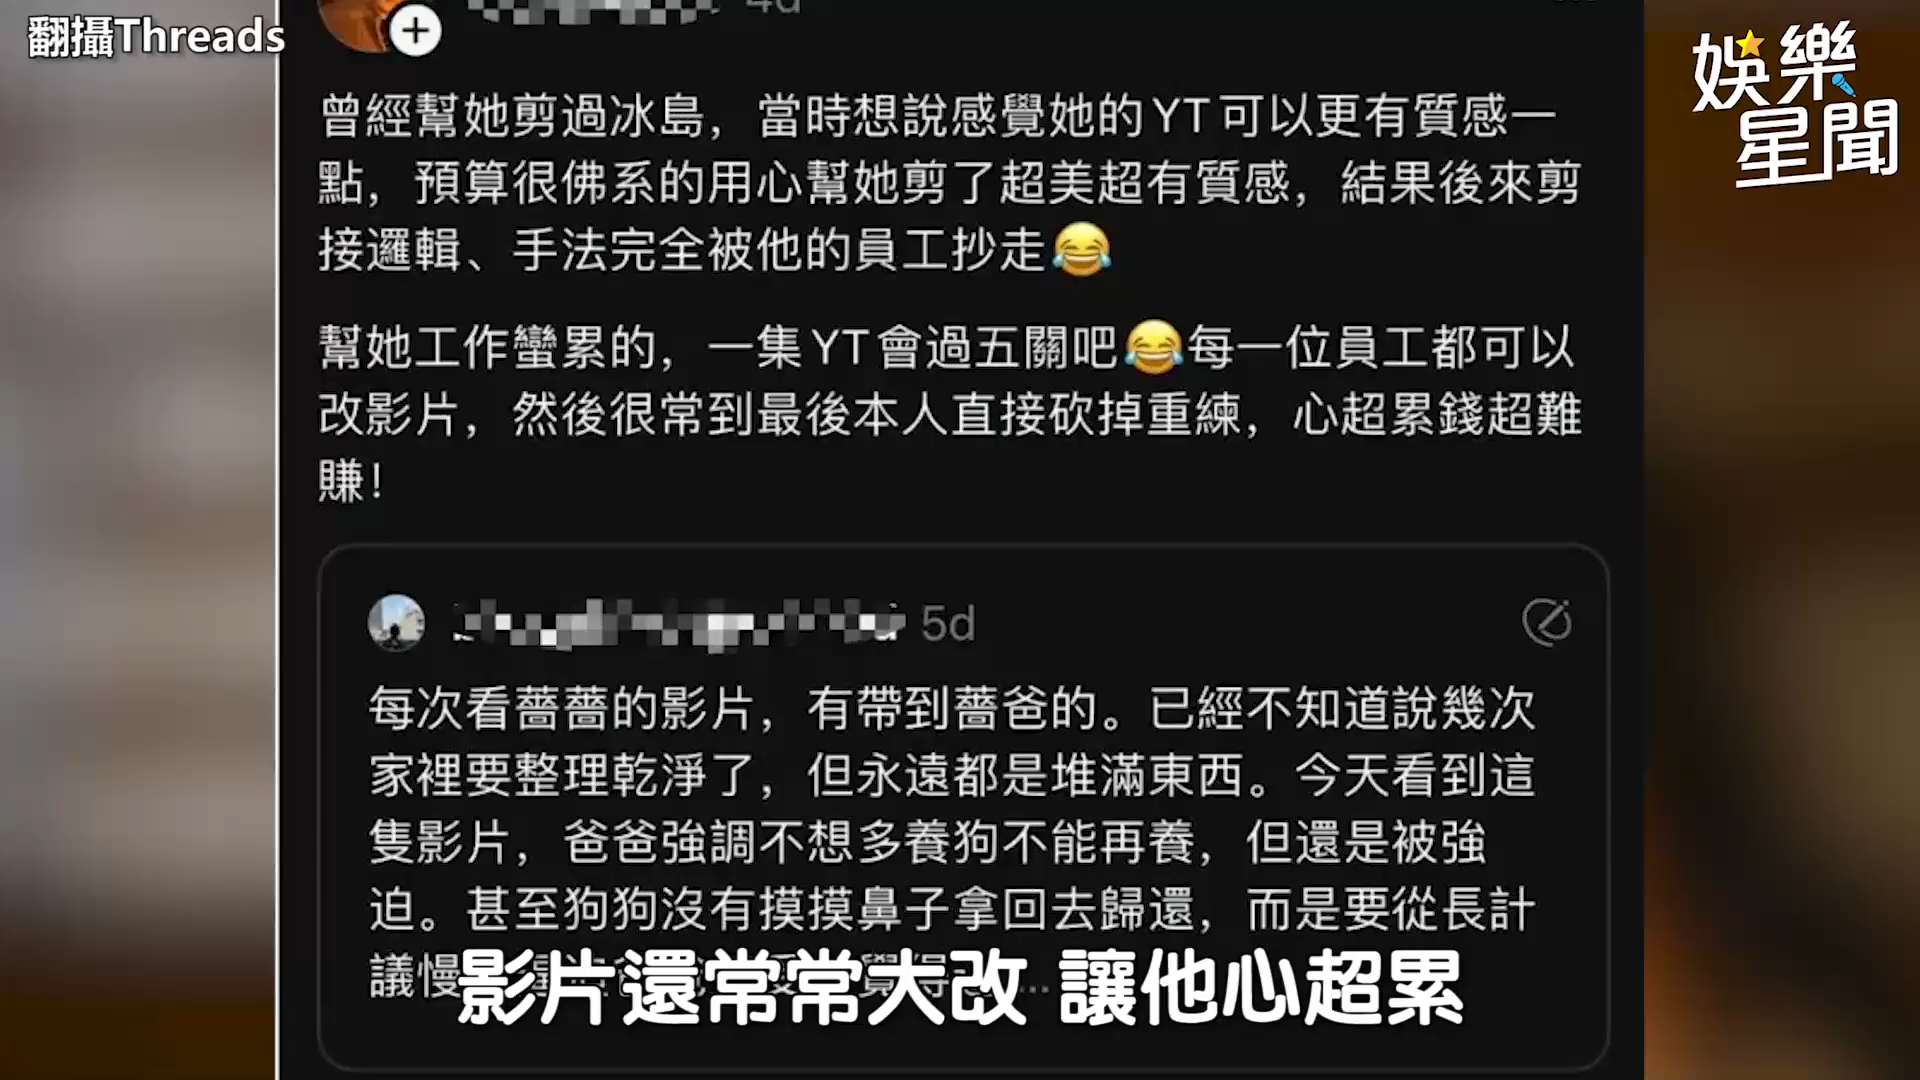 翻攝Threads
娛樂
星聞
4d
曾經幫她剪過冰島，當時想說感覺她的YT可以更有質感一
點，預算很佛系的用心幫她剪了超美超有質感，結果後來剪
接邏輯、手法完全被他的員工抄走😂
幫她工作蠻累的，一集YT會過五關吧😂每一位員工都可以
改影片，然後很常到最後本人直接砍掉重練，心超累錢超難
賺！
5d
每次看薔薔的影片，有帶到薔爸的。已經不知道說幾次
家裡要整理乾淨了，但永遠都是堆滿東西。今天看到這
隻影片，爸爸強調不想多養狗不能再養，但還是被強
迫。甚至狗狗沒有摸摸鼻子拿回去歸還，而是要從長計
議慢
影片還常常大改 讓他心超累